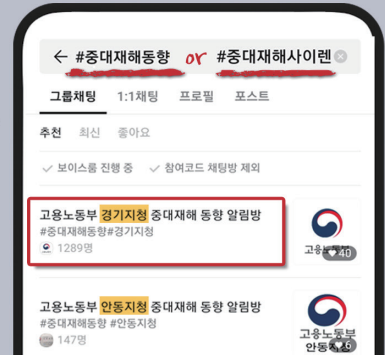 ← #중대재해동향 or #중대재해사이렌
그룹채팅 1:1채팅 프로필 포스트
추천 최신 좋아요
✓ 보이스룸 진행 중 ✓ 참여코드 채팅방 제외
고용노동부 경기지청 중대재해 동향 알림방
#중대재해동향#경기지청
1289명
고용노동부
40
고용노동부 안동지청 중대재해 동향 알림방
#중대재해동향 #안동지청
147명
고용노동부
6